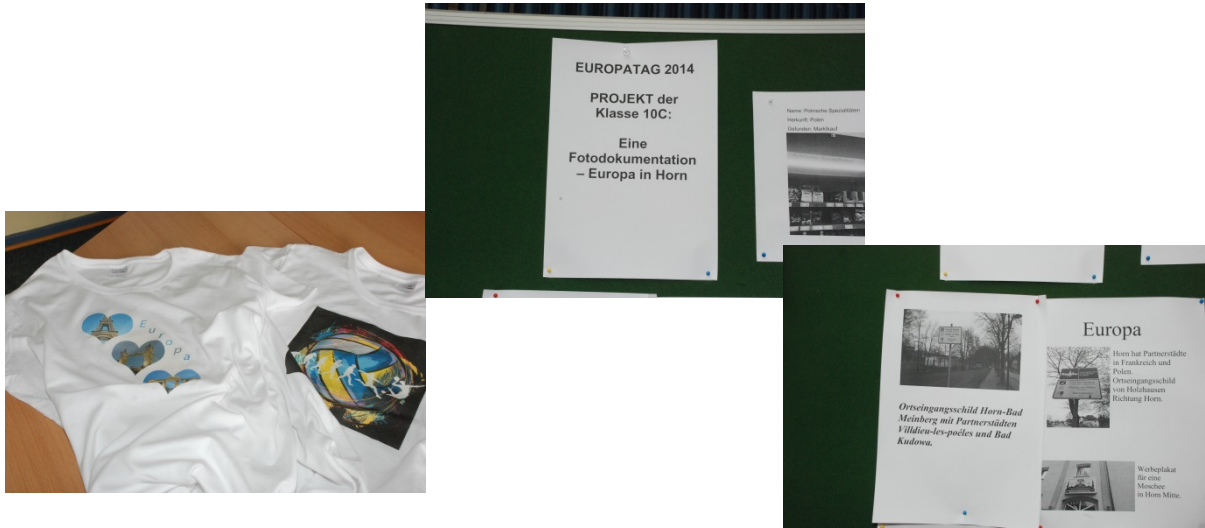 EUROPATAG 2014
PROJEKT der
Klasse 10C:
Eine
Fotodokumentation
– Europa in Horn
Name: Polnische Spezialitäten
Herkunft: Polen
Gefunden: Marktkauf
Europa
Ortseingangsschild Horn-Bad
Meinberg mit Partnerstädten
Villdieu-les-poéles und Bad
Kudowa.
Europa
Horn hat Partnerstädte
in Frankreich und
Polen.
Ortseingangsschild
von Holzhausen
Richtung Horn.
Werbeplakat
für eine
Moschee
in Horn Mitte.